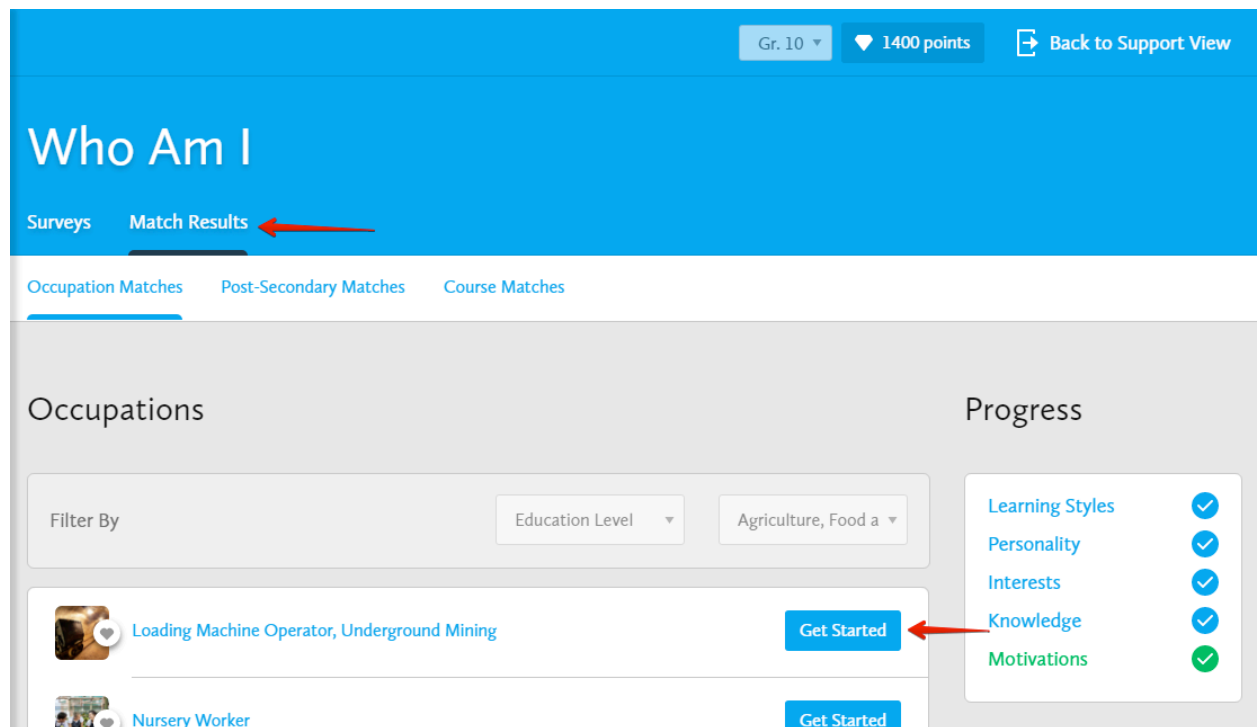 Gr. 10 1400 points Back to Support View
Who Am I
Surveys Match Results
Occupation Matches Post-Secondary Matches Course Matches
Occupations
Filter By Education Level Agriculture, Food a
Loading Machine Operator, Underground Mining Get Started
Nursery Worker Get Started
Progress
Learning Styles
Personality
Interests
Knowledge
Motivations